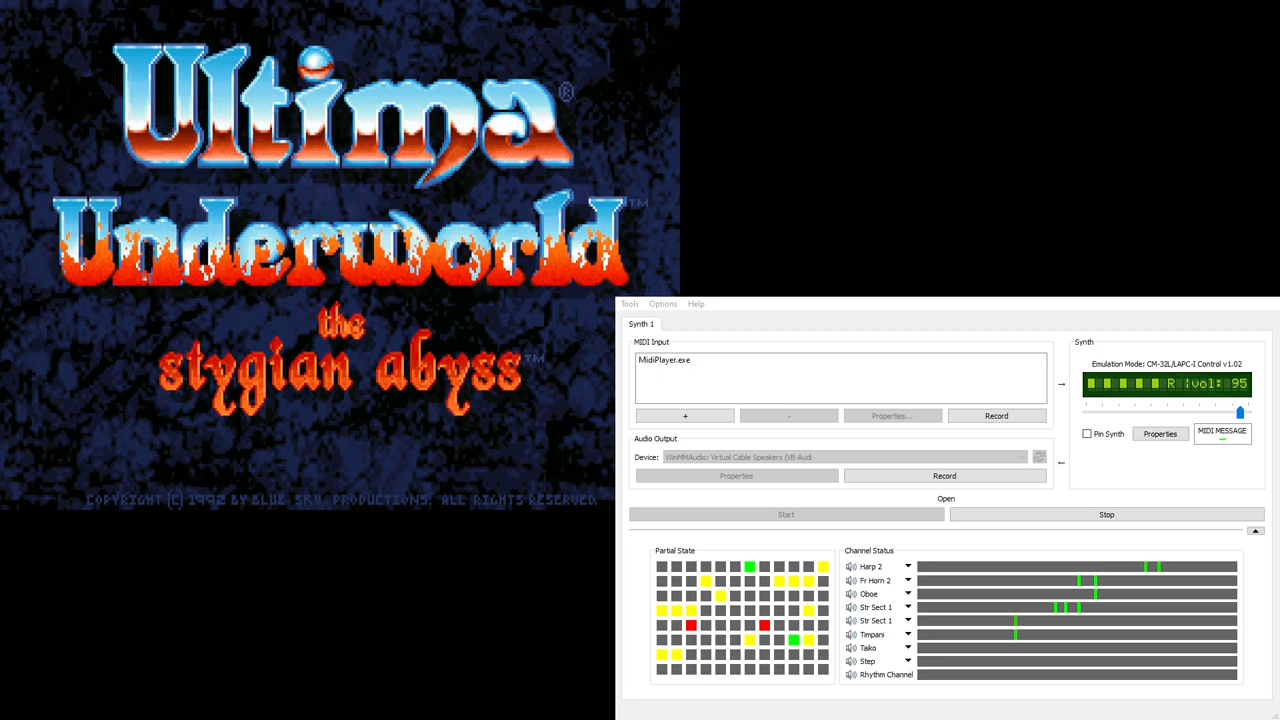 Ultima®
Underworld™
the
stygian abyss™
COPYRIGHT (C) 1992 BY BLUE SKY PRODUCTIONS. ALL RIGHTS RESERVED.
Tools Options Help
Synth 1
MIDI Input
MidiPlayer.exe
+ - Properties... Record
Audio Output
Device: WinMMAudio: Virtual Cable Speakers (VB-Audi
Properties Record
Synth
Emulation Mode: CM-32L/LAPC-I Control v1.02
R |vol: 95
Pin Synth Properties MIDI MESSAGE
Open
Start Stop
Partial State
Channel Status
Harp 2
Fr Horn 2
Oboe
Str Sect 1
Str Sect 1
Timpani
Taiko
Step
Rhythm Channel